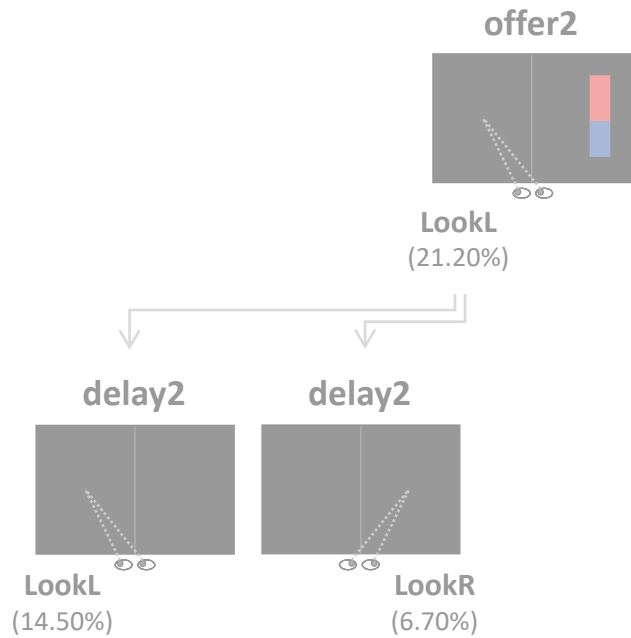 offer2
LookL
(21.20%)
delay2
delay2
LookL
LookR
(14.50%)
(6.70%)